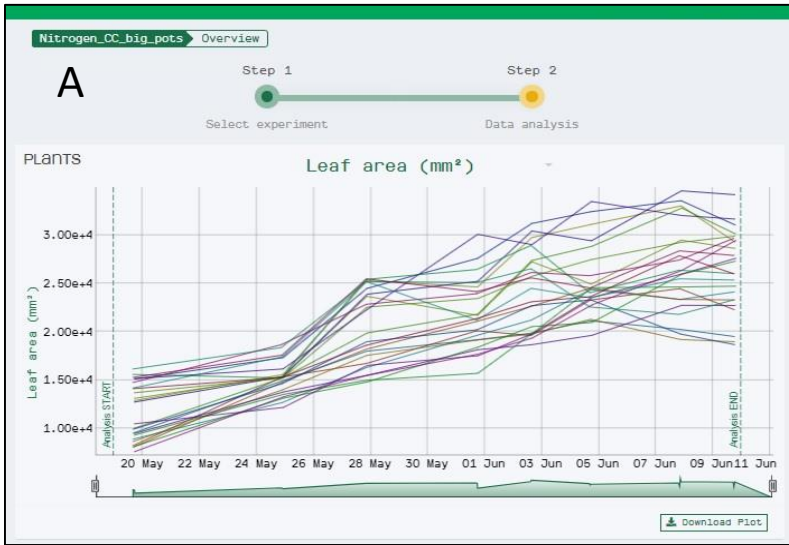 Nitrogen_CC_big_pots Overview
A
Step 1 Step 2
Select experiment Data analysis
PLANTS
Leaf area (mm²)
Leaf area (mm²)
3.00e+4
2.50e+4
2.00e+4
1.50e+4
1.00e+4
Analysis START
Analysis END
20 May 22 May 24 May 26 May 28 May 30 May 01 Jun 03 Jun 05 Jun 07 Jun 09 Jun 11 Jun
Download Plot